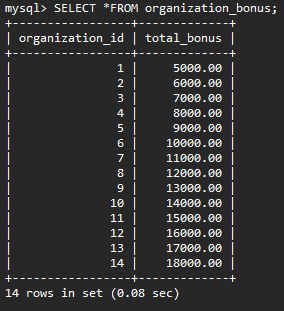 mysql> SELECT *FROM organization_bonus;
+-----------------+-------------+
| organization_id | total_bonus |
+-----------------+-------------+
|               1 |     5000.00 |
|               2 |     6000.00 |
|               3 |     7000.00 |
|               4 |     8000.00 |
|               5 |     9000.00 |
|               6 |    10000.00 |
|               7 |    11000.00 |
|               8 |    12000.00 |
|               9 |    13000.00 |
|              10 |    14000.00 |
|              11 |    15000.00 |
|              12 |    16000.00 |
|              13 |    17000.00 |
|              14 |    18000.00 |
+-----------------+-------------+
14 rows in set (0.08 sec)